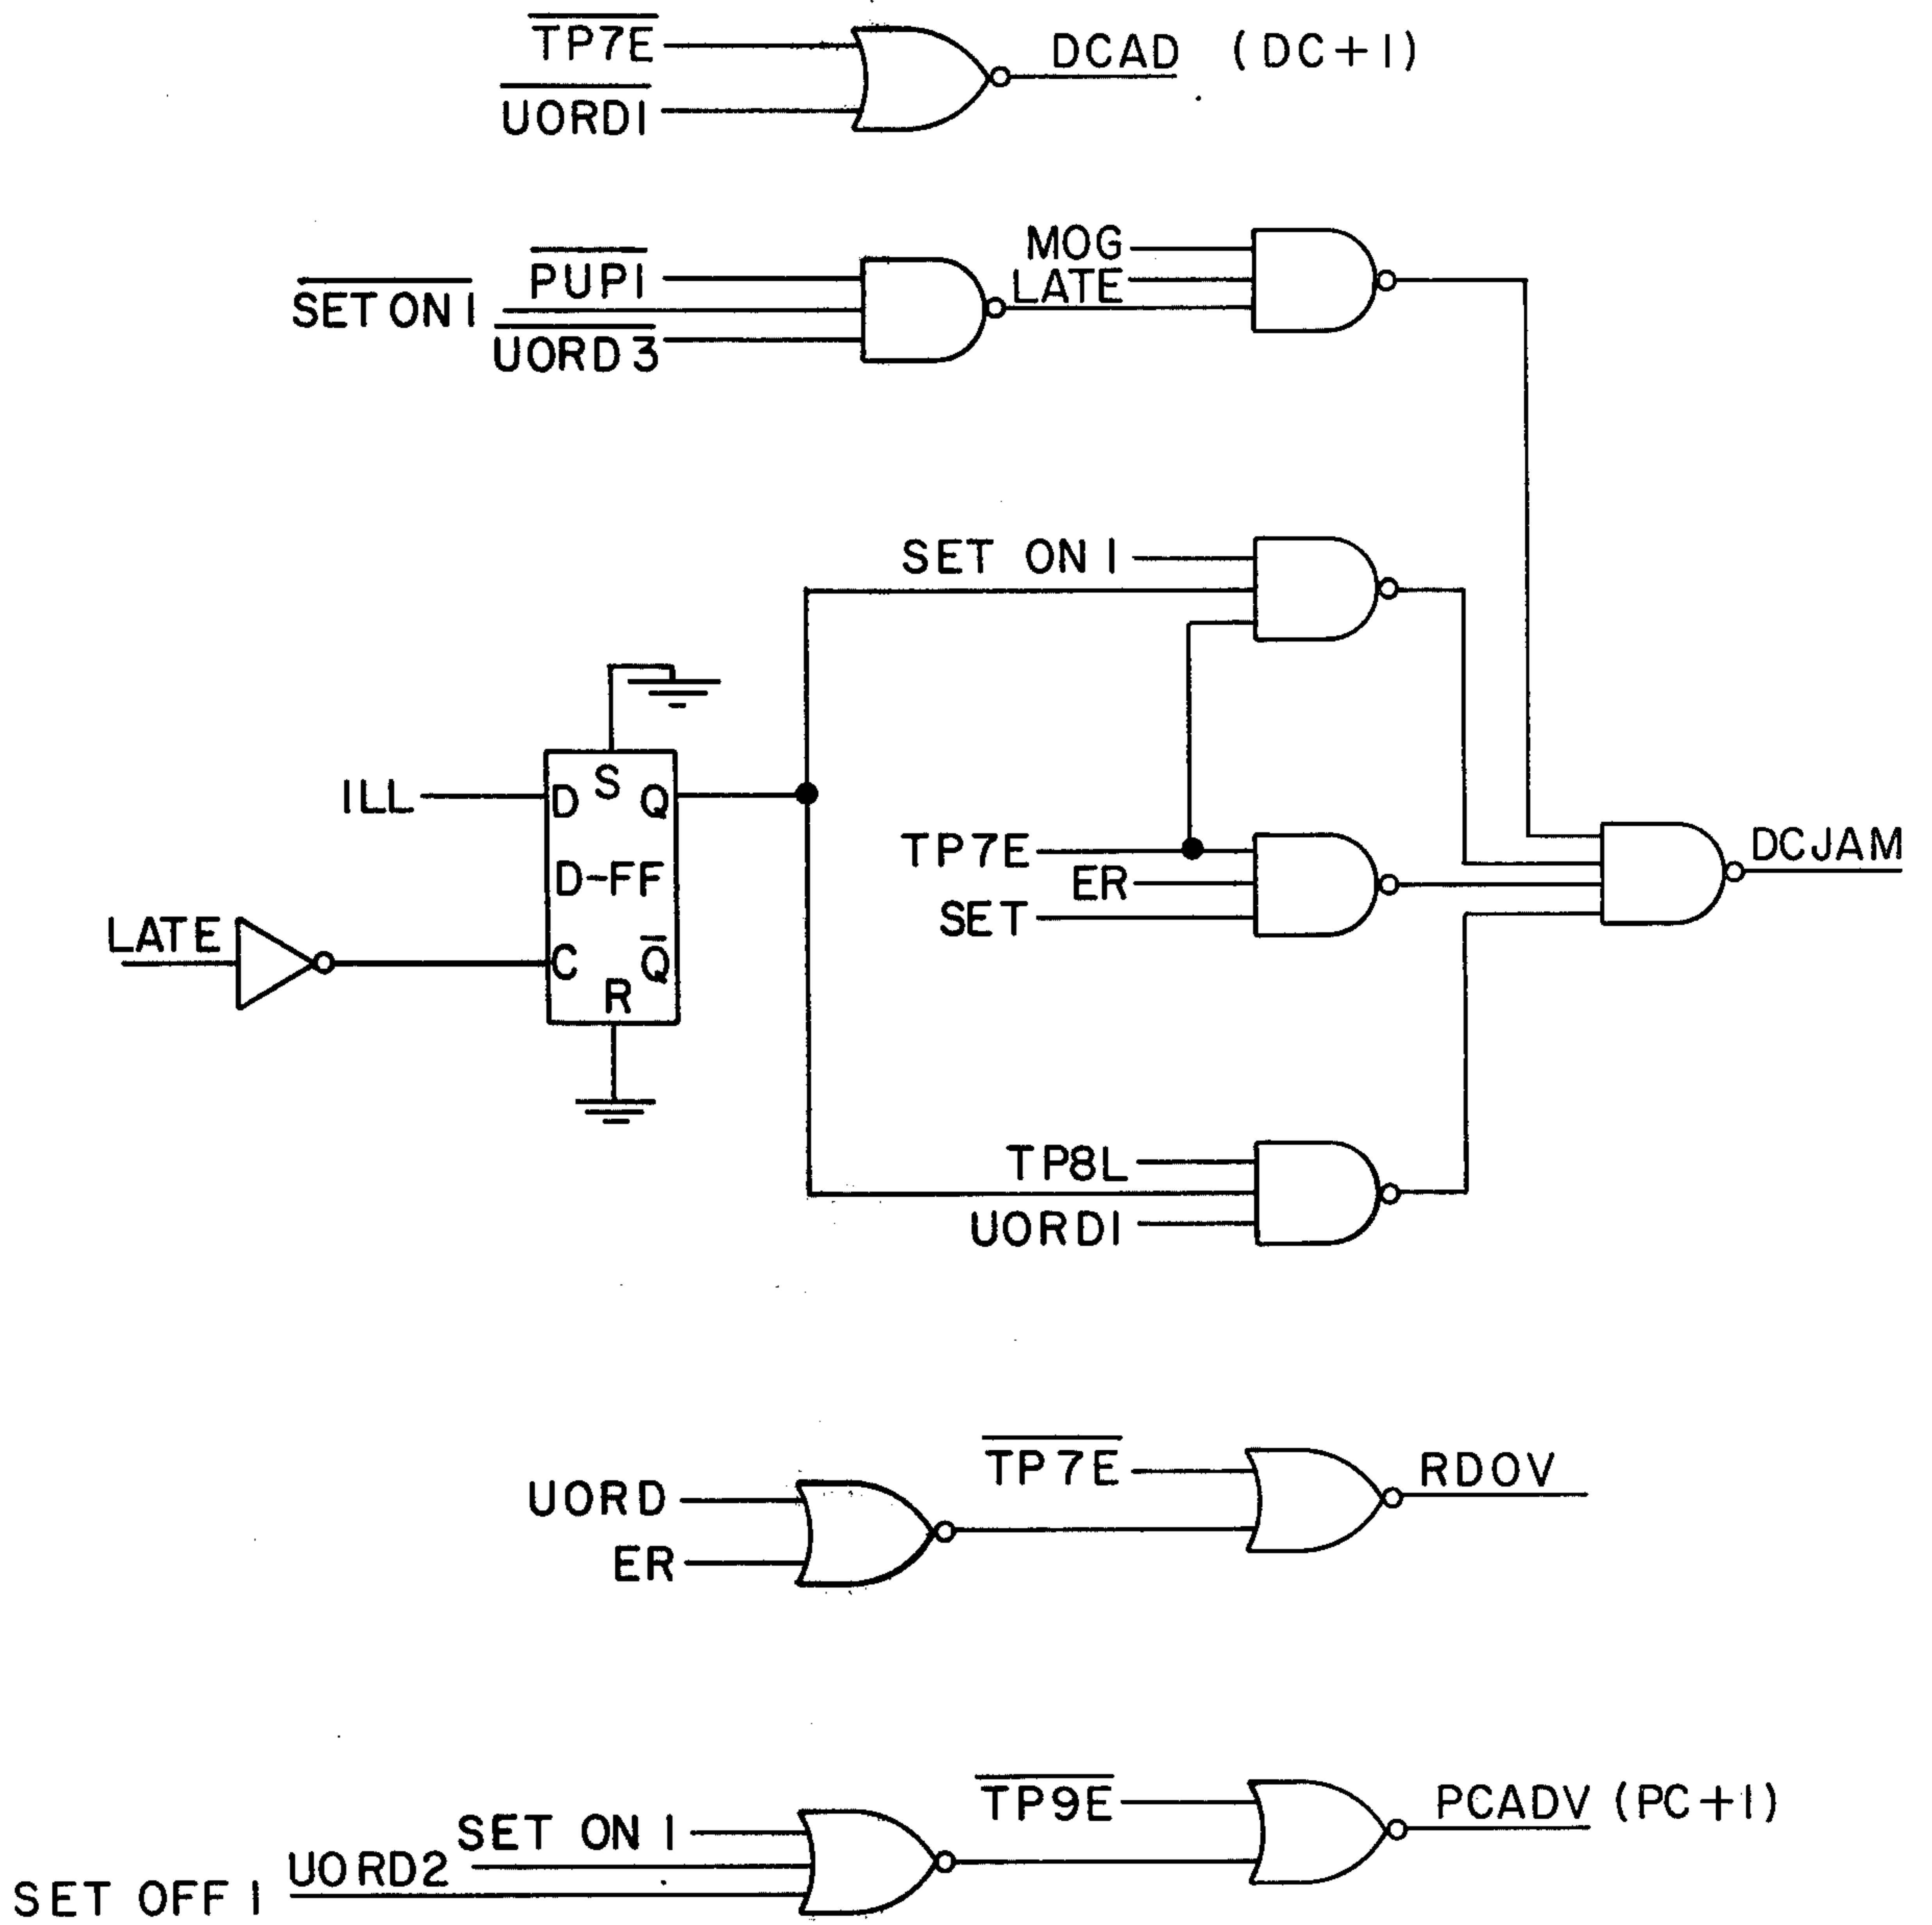 TP7E
DCAD (DC+1)
UORD1
MOG
PUP1
LATE
SET ON 1
UORD3
SET ON 1
S
ILL
D
Q
TP7E
DCJAM
D-FF
ER
SET
LATE
C
Q
R
TP8L
UORD1
TP7E
RDOV
UORD
ER
TP9E
PCADV (PC+1)
SET ON 1
UORD2
SET OFF 1